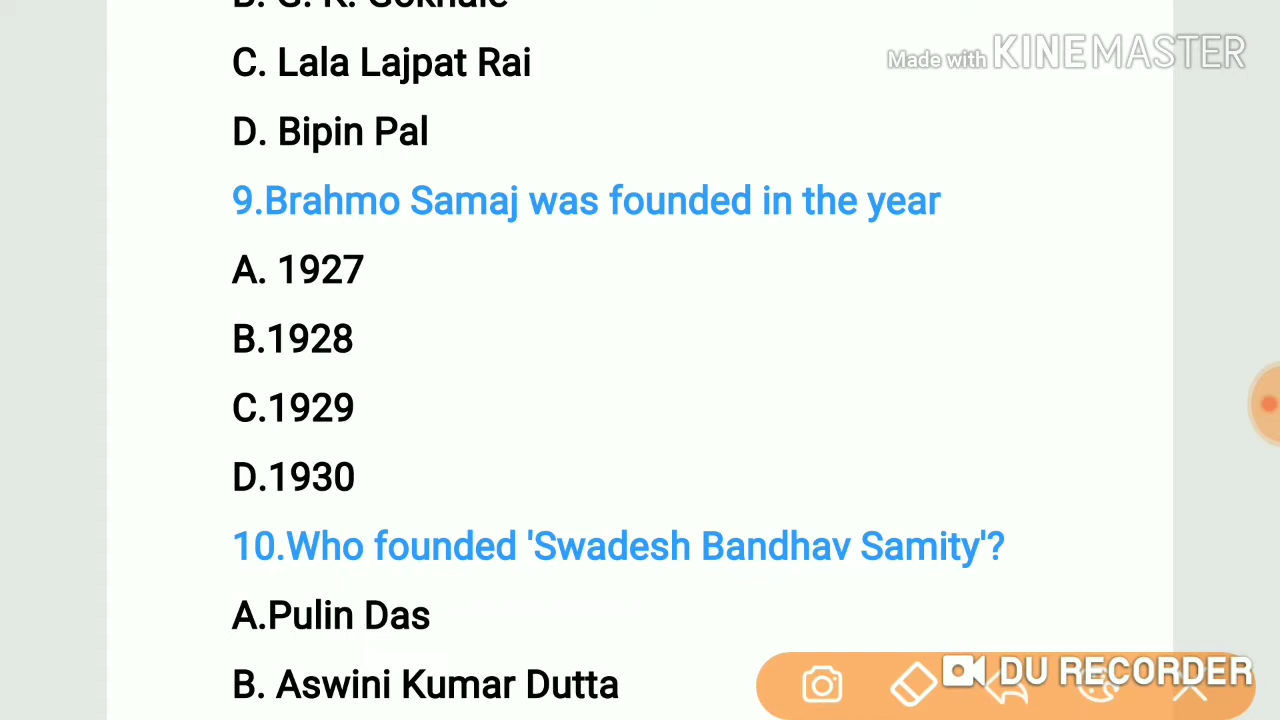 B. G. K. Gokhale
C. Lala Lajpat Rai
Made with KINEMASTER
D. Bipin Pal
9.Brahmo Samaj was founded in the year
A. 1927
B.1928
C.1929
D.1930
10.Who founded 'Swadesh Bandhav Samity'?
A.Pulin Das
B. Aswini Kumar Dutta
DU RECORDER